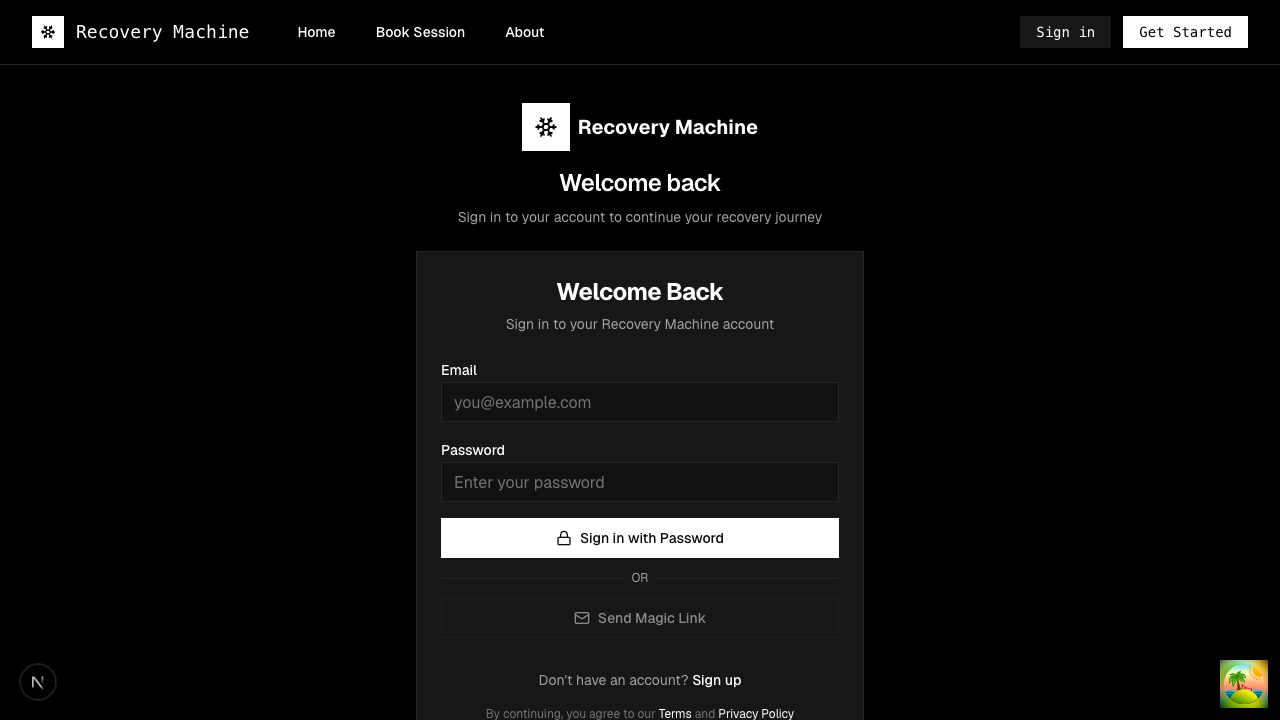 Recovery Machine Home Book Session About Sign in Get Started
Recovery Machine
Welcome back
Sign in to your account to continue your recovery journey
Welcome Back
Sign in to your Recovery Machine account
Email
you@example.com
Password
Enter your password
Sign in with Password
OR
Send Magic Link
Don't have an account? Sign up
By continuing, you agree to our Terms and Privacy Policy
N